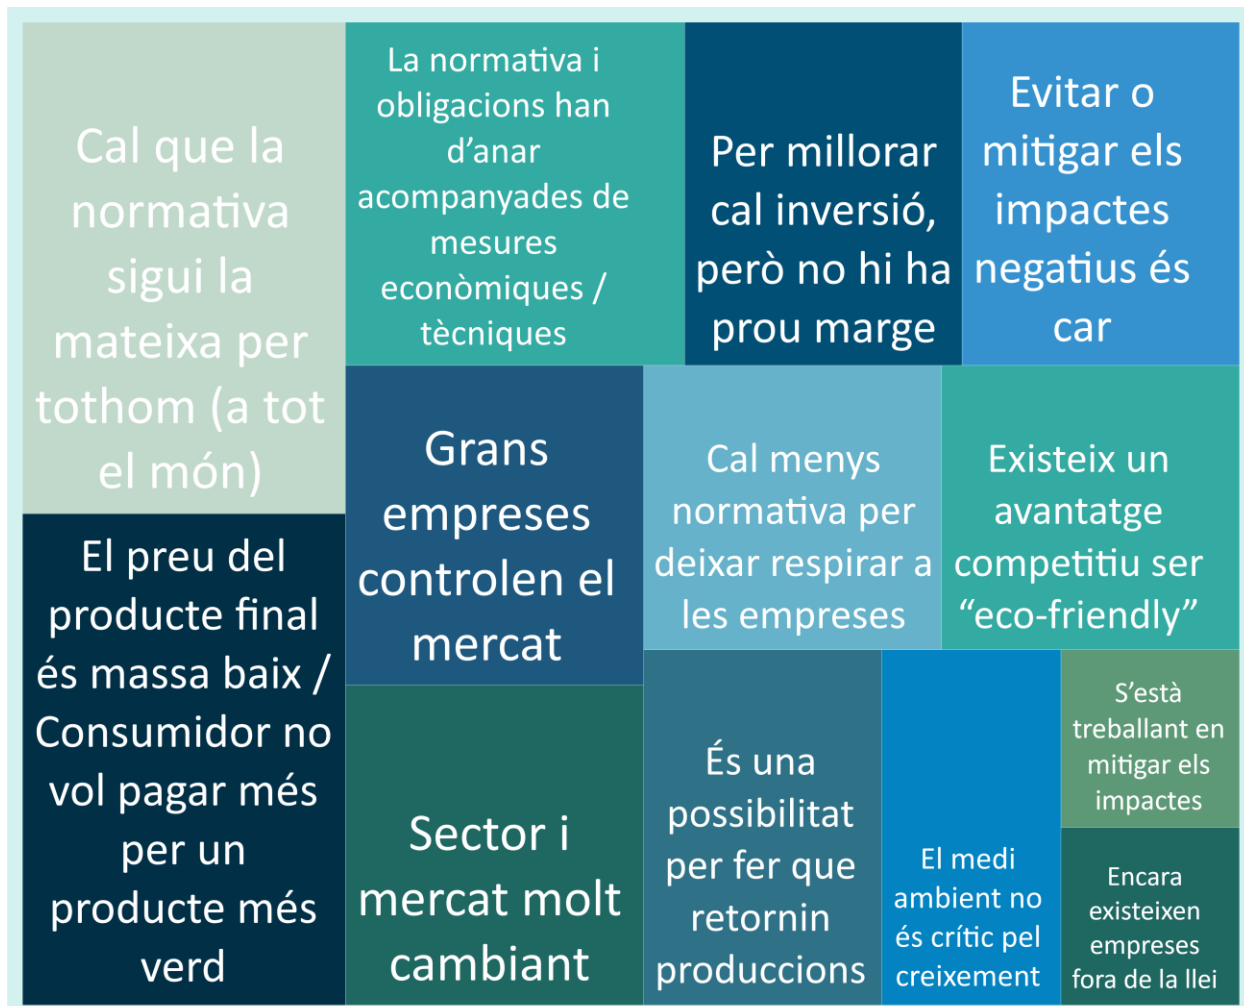 Cal que la
normativa
sigui la
mateixa per
tothom (a tot
el món)
El preu del
producte final
és massa baix /
Consumidor no
vol pagar més
per un
producte més
verd
La normativa i
obligacions han
d’anar
acompanyades de
mesures
econòmiques /
tècniques
Per millorar
cal inversió,
però no hi ha
prou marge
Evitar o
mitigar els
impactes
negatius és
car
Grans
empreses
controlen el
mercat
Cal menys
normativa per
deixar respirar a
les empreses
Existeix un
avantatge
competitiu ser
“eco-friendly”
Sector i
mercat molt
cambiant
És una
possibilitat
per fer que
retornin
produccions
El medi
ambient no
és crític pel
creixement
S’està
treballant en
mitigar els
impactes
Encara
existeixen
empreses
fora de la llei